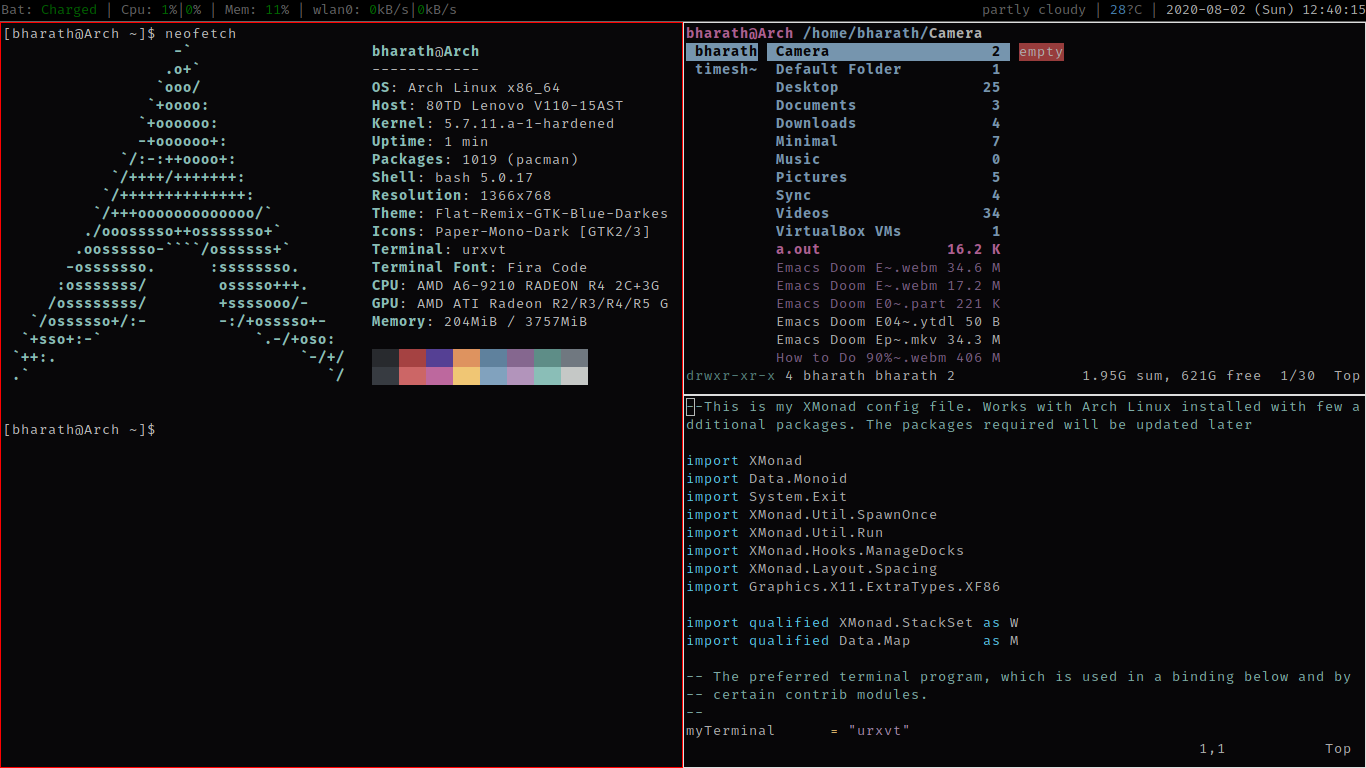 Bat: Charged | Cpu: 1%|0% | Mem: 11% | wlan0: 0kB/s|0kB/s
partly cloudy | 28?C | 2020-08-02 (Sun) 12:40:15
[bharath@Arch ~]$ neofetch
-`
.o+`
`ooo/
`+oooo:
`+oooooo:
-+oooooo+:
`/:-:++oooo+:
`/++++/+++++++:
`/++++++++++++++:
`/+++ooooooooooooo/`
./ooosssso++osssssso+`
.oossssso-````/ossssss+`
-osssssso.      :ssssssso.
:osssssss/        osssso+++.
/ossssssss/        +ssssooo/-
`/ossssso+/:-        -:/+osssso+-
`+sso+:-`                 `.-/+oso:
`++:.                           `-/+/
.`                                 `/
bharath@Arch
------------
OS: Arch Linux x86_64
Host: 80TD Lenovo V110-15AST
Kernel: 5.7.11.a-1-hardened
Uptime: 1 min
Packages: 1019 (pacman)
Shell: bash 5.0.17
Resolution: 1366x768
Theme: Flat-Remix-GTK-Blue-Darkes
Icons: Paper-Mono-Dark [GTK2/3]
Terminal: urxvt
Terminal Font: Fira Code
CPU: AMD A6-9210 RADEON R4 2C+3G
GPU: AMD ATI Radeon R2/R3/R4/R5 G
Memory: 204MiB / 3757MiB
[bharath@Arch ~]$
bharath@Arch /home/bharath/Camera
bharath
timesh~
Camera 2
Default Folder 1
Desktop 25
Documents 3
Downloads 4
Minimal 7
Music 0
Pictures 5
Sync 4
Videos 34
VirtualBox VMs 1
a.out 16.2 K
Emacs Doom E~.webm 34.6 M
Emacs Doom E~.webm 17.2 M
Emacs Doom E0~.part 221 K
Emacs Doom E04~.ytdl 50 B
Emacs Doom Ep~.mkv 34.3 M
How to Do 90%~.webm 406 M
empty
drwxr-xr-x 4 bharath bharath 2 1.95G sum, 621G free 1/30 Top
--This is my XMonad config file. Works with Arch Linux installed with few a
dditional packages. The packages required will be updated later
import XMonad
import Data.Monoid
import System.Exit
import XMonad.Util.SpawnOnce
import XMonad.Util.Run
import XMonad.Hooks.ManageDocks
import XMonad.Layout.Spacing
import Graphics.X11.ExtraTypes.XF86
import qualified XMonad.StackSet as W
import qualified Data.Map        as M
-- The preferred terminal program, which is used in a binding below and by
-- certain contrib modules.
--
myTerminal      = "urxvt"
1,1 Top